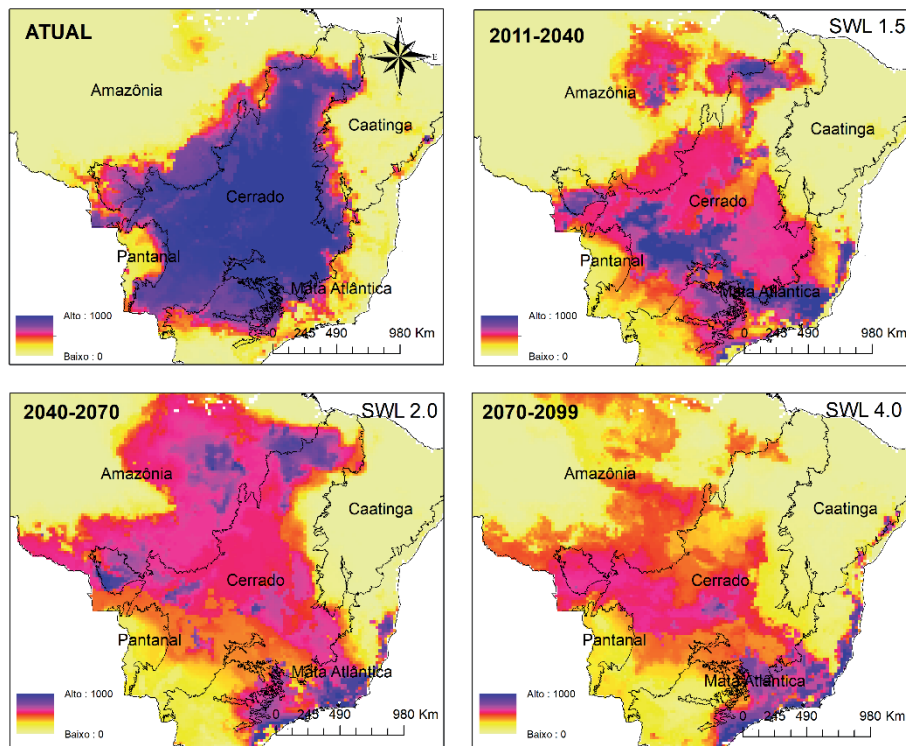 ATUAL
N
E
S
Amazônia
Caatinga
Cerrado
Pantanal
Mata Atlântica
Alto : 1000
Baixo : 0
0 245 490 980 Km
2011-2040
SWL 1.5
Amazônia
Caatinga
Cerrado
Pantanal
Mata Atlântica
Alto : 1000
Baixo : 0
0 245 490 980 Km
2040-2070
SWL 2.0
Amazônia
Caatinga
Cerrado
Pantanal
Mata Atlântica
Alto : 1000
Baixo : 0
0 245 490 980 Km
2070-2099
SWL 4.0
Amazônia
Caatinga
Cerrado
Pantanal
Mata Atlântica
Alto : 1000
Baixo : 0
0 245 490 980 Km